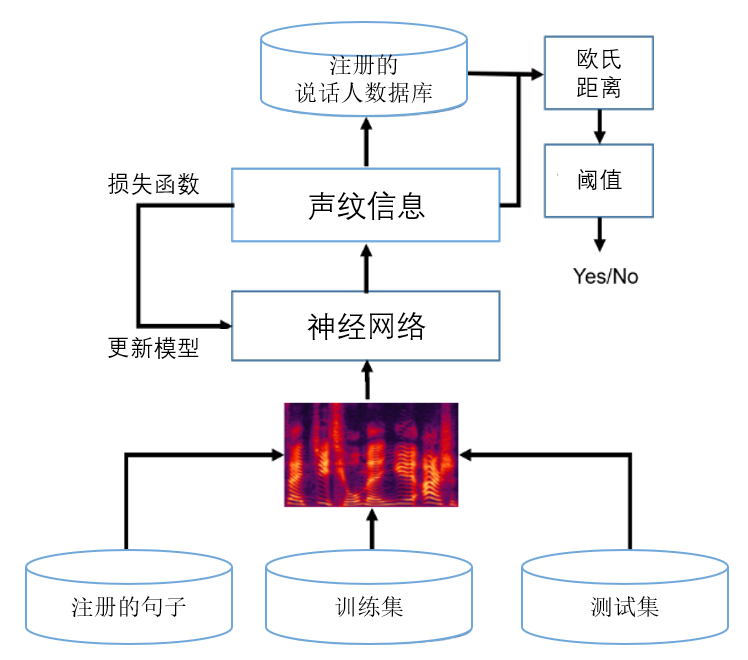 注册的
说话人数据库
欧氏
距离
损失函数
声纹信息
阈值
Yes/No
神经网络
更新模型
注册的句子
训练集
测试集